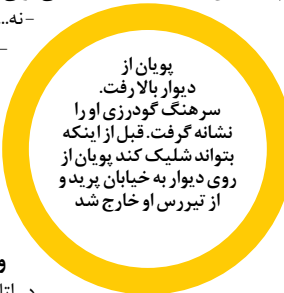 -نه...
-
پویان از
دیوار بالا رفت.
سرهنگ گودرزی او را
نشانه گرفت. قبل از اینکه
بتواند شلیک کند پویان از
روی دیوار به خیابان پرید و
از تیررس او خارج شد
و